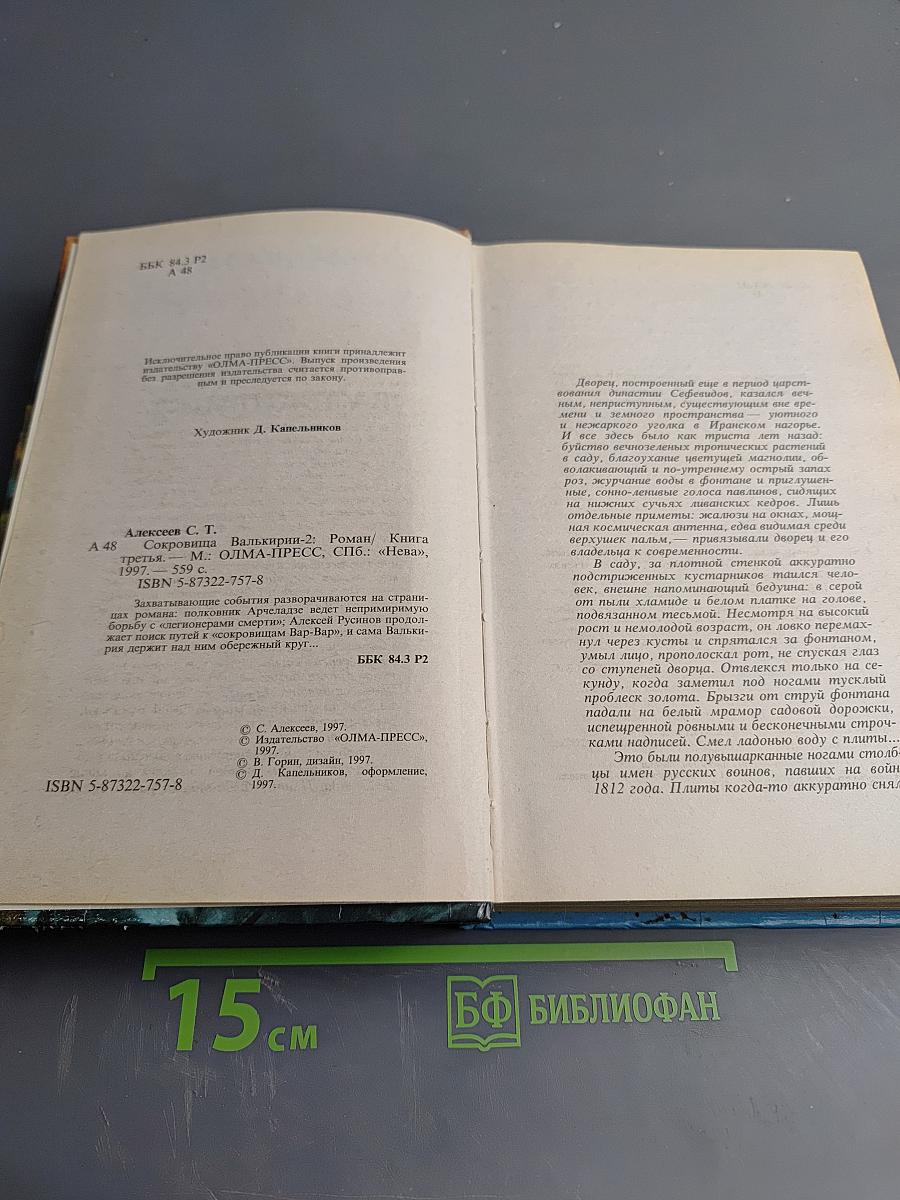 ББК 84.3 Р2
А 48
Исключительное право публикации книги принадлежит
издательству «ОЛМА-ПРЕСС». Выпуск произведения
без разрешения издательства считается противоправ-
ным и преследуется по закону.
Художник Д. Капельников
Алексеев С. Т.
А 48 Сокровища Валькирии-2: Роман/ Книга
третья. — М.: ОЛМА-ПРЕСС, СПб.: «Нева»,
1997. — 559 с.
ISBN 5-87322-757-8
Захватывающие события разворачиваются на страни-
цах романа: полковник Арчеладзе ведет непримиримую
борьбу с «легионерами смерти»; Алексей Русинов продол-
жает поиск путей к «сокровищам Вар-Вар», и сама Вальки-
рия держит над ним обережный круг...
ББК 84.3 Р2
© С. Алексеев, 1997.
© Издательство «ОЛМА-ПРЕСС»,
1997.
© В. Горин, дизайн, 1997.
© Д. Капельников, оформление,
1997.
ISBN 5-87322-757-8
Дворец, построенный еще в период царст-
вования династии Сефевидов, казался веч-
ным, неприступным, существующим вне вре-
мени и земного пространства — уютного
и нежаркого уголка в Иранском нагорье.
И все здесь было как триста лет назад:
буйство вечнозеленых тропических растений
в саду, благоухание цветущей магнолии, об-
волакивающий и по-утреннему острый запах
роз, журчание воды в фонтане и приглушен-
ные, сонно-ленивые голоса павлинов, сидящих
на нижних сучьях ливанских кедров. Лишь
отдельные приметы: жалюзи на окнах, мощ-
ная космическая антенна, едва видимая среди
верхушек пальм, — привязывали дворец и его
владельца к современности.
В саду, за плотной стенкой аккуратно
подстриженных кустарников таился чело-
век, внешне напоминающий бедуина: в серой
от пыли хламиде и белом платке на голове,
подвязанном тесьмой. Несмотря на высокий
рост и немолодой возраст, он ловко перемах-
нул через кусты и спрятался за фонтаном,
умыл лицо, прополоскал рот, не спуская глаз
со ступеней дворца. Отвлекся только на се-
кунду, когда заметил под ногами тусклый
проблеск золота. Брызги от струй фонтана
падали на белый мрамор садовой дорожки,
испещренной ровными и бесконечными строч-
ками надписей. Смел ладонью воду с плиты...
Это были полувышарканные ногами столб-
цы имен русских воинов, павших на войн
1812 года. Плиты когда-то аккуратно снял
15 см
БФ БИБЛИОФАН